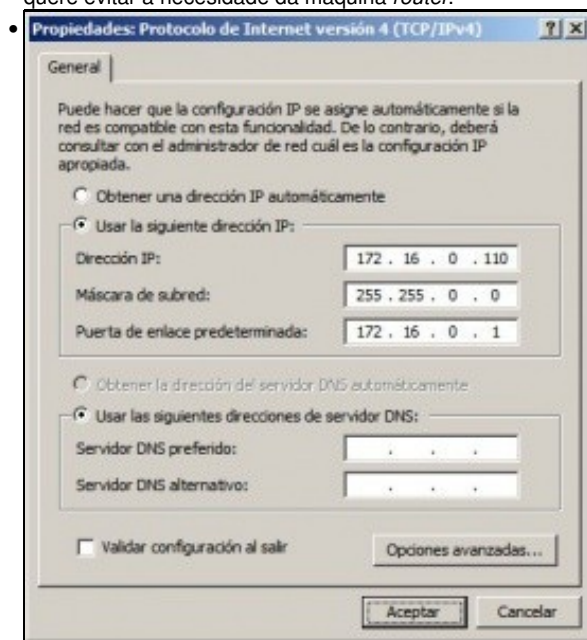 quere evitar a necesidade da máquina router.
Propiedades: Protocolo de Internet versión 4 (TCP/IPv4)
General
Puede hacer que la configuración IP se asigne automáticamente si la
red es compatible con esta funcionalidad. De lo contrario, deberá
consultar con el administrador de red cuál es la configuración IP
apropiada.
Obtener una dirección IP automáticamente
Usar la siguiente dirección IP:
Dirección IP: 172 . 16 . 0 . 110
Máscara de subred: 255 . 255 . 0 . 0
Puerta de enlace predeterminada: 172 . 16 . 0 . 1
Obtener la dirección del servidor DNS automáticamente
Usar las siguientes direcciones de servidor DNS:
Servidor DNS preferido: . . .
Servidor DNS alternativo: . . .
Validar configuración al salir Opciones avanzadas...
Aceptar Cancelar